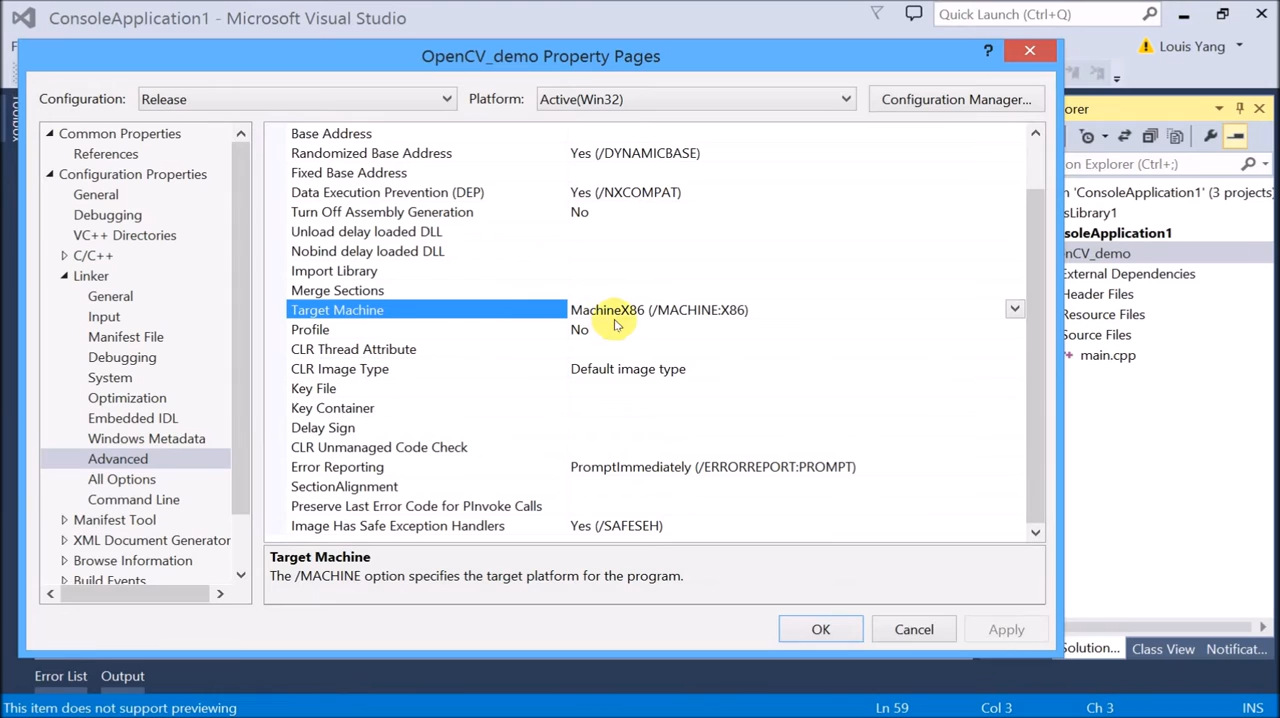 ConsoleApplication1 - Microsoft Visual Studio
Quick Launch (Ctrl+Q)
Louis Yang
OpenCV_demo Property Pages
?
Configuration:
Release
Platform:
Active(Win32)
Configuration Manager...
Common Properties
References
Configuration Properties
General
Debugging
VC++ Directories
C/C++
Linker
General
Input
Manifest File
Debugging
System
Optimization
Embedded IDL
Windows Metadata
Advanced
All Options
Command Line
Manifest Tool
XML Document Generator
Browse Information
Build Events
Base Address
Randomized Base Address Yes (/DYNAMICBASE)
Fixed Base Address
Data Execution Prevention (DEP) Yes (/NXCOMPAT)
Turn Off Assembly Generation No
Unload delay loaded DLL
Nobind delay loaded DLL
Import Library
Merge Sections
Target Machine MachineX86 (/MACHINE:X86)
Profile No
CLR Thread Attribute
CLR Image Type Default image type
Key File
Key Container
Delay Sign
CLR Unmanaged Code Check
Error Reporting PromptImmediately (/ERRORREPORT:PROMPT)
SectionAlignment
Preserve Last Error Code for PInvoke Calls
Image Has Safe Exception Handlers Yes (/SAFESEH)
Target Machine
The /MACHINE option specifies the target platform for the program.
OK
Cancel
Apply
orer
on Explorer (Ctrl+;)
n 'ConsoleApplication1' (3 projects)
sLibrary1
soleApplication1
nCV_demo
External Dependencies
Header Files
Resource Files
Source Files
main.cpp
Solution...
Class View
Notificat...
Error List
Output
This item does not support previewing
Ln 59
Col 3
Ch 3
INS